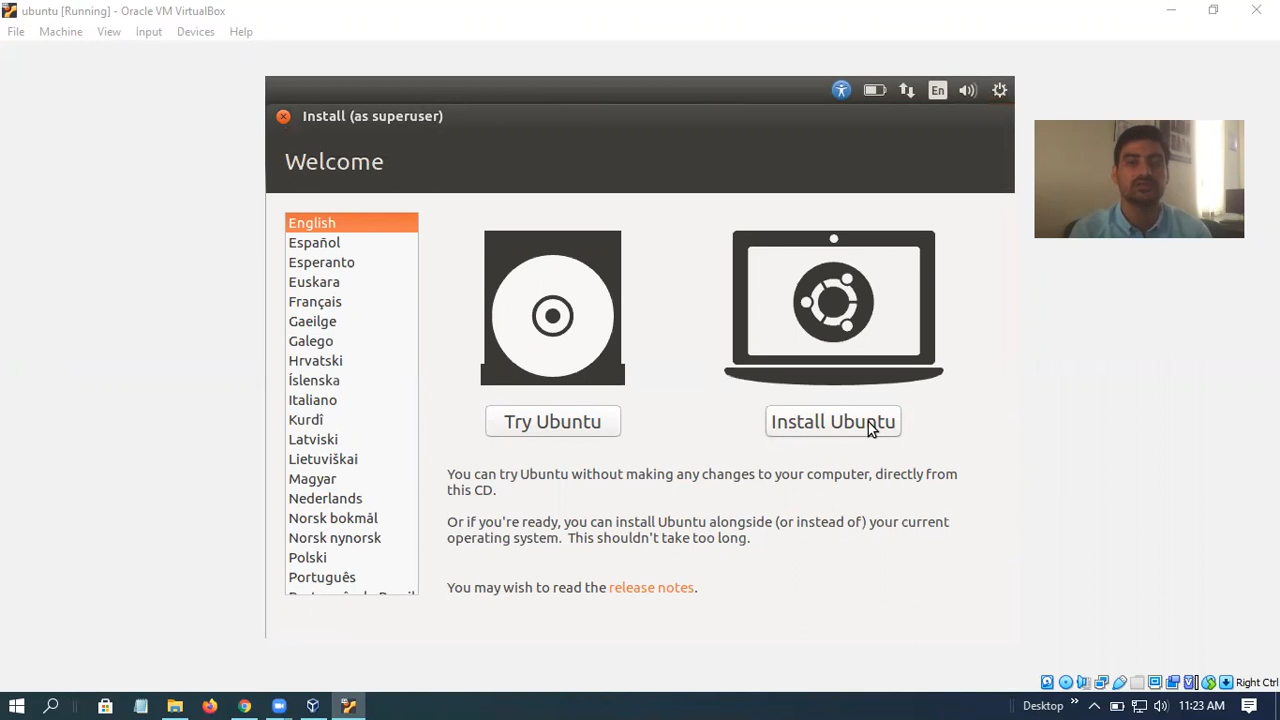 ubuntu [Running] - Oracle VM VirtualBox
File Machine View Input Devices Help
En
Install (as superuser)
Welcome
English
Español
Esperanto
Euskara
Français
Gaeilge
Galego
Hrvatski
Íslenska
Italiano
Kurdî
Latviski
Lietuviškai
Magyar
Nederlands
Norsk bokmål
Norsk nynorsk
Polski
Português
Try Ubuntu
Install Ubuntu
You can try Ubuntu without making any changes to your computer, directly from
this CD.
Or if you're ready, you can install Ubuntu alongside (or instead of) your current
operating system. This shouldn't take too long.
You may wish to read the release notes.
Right Ctrl
Desktop
11:23 AM